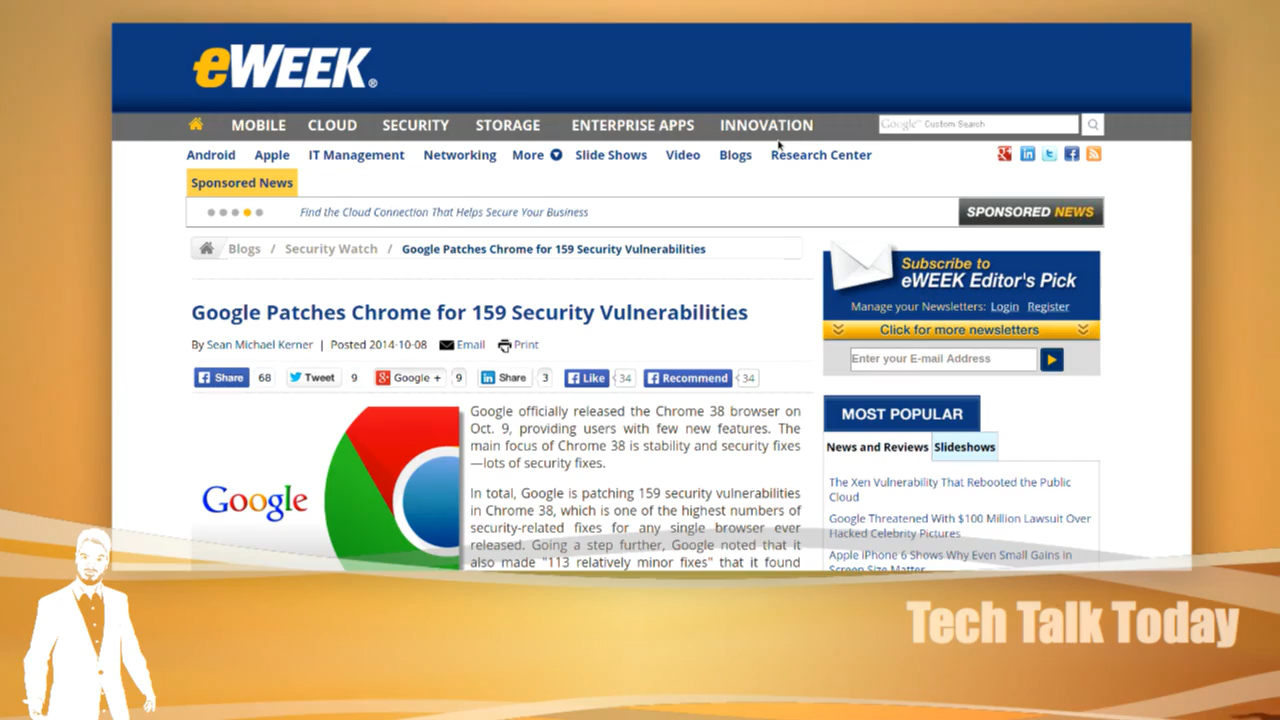 eWEEK®
MOBILE CLOUD SECURITY STORAGE ENTERPRISE APPS INNOVATION Google™ Custom Search
Android Apple IT Management Networking More Slide Shows Video Blogs Research Center
Sponsored News
Find the Cloud Connection That Helps Secure Your Business SPONSORED NEWS
Blogs / Security Watch / Google Patches Chrome for 159 Security Vulnerabilities
Subscribe to
eWEEK Editor's Pick
Manage your Newsletters: Login Register
Click for more newsletters
Enter your E-mail Address
Google Patches Chrome for 159 Security Vulnerabilities
By Sean Michael Kerner | Posted 2014-10-08 Email Print
Share 68 Tweet 9 Google + 9 Share 3 Like 34 Recommend 34
Google
Google officially released the Chrome 38 browser on
Oct. 9, providing users with few new features. The
main focus of Chrome 38 is stability and security fixes
—lots of security fixes.
In total, Google is patching 159 security vulnerabilities
in Chrome 38, which is one of the highest numbers of
security-related fixes for any single browser ever
released. Going a step further, Google noted that it
also made "113 relatively minor fixes" that it found
MOST POPULAR
News and Reviews Slideshows
The Xen Vulnerability That Rebooted the Public
Cloud
Google Threatened With $100 Million Lawsuit Over
Hacked Celebrity Pictures
Apple iPhone 6 Shows Why Even Small Gains in
Screen Size Matter
Tech Talk Today